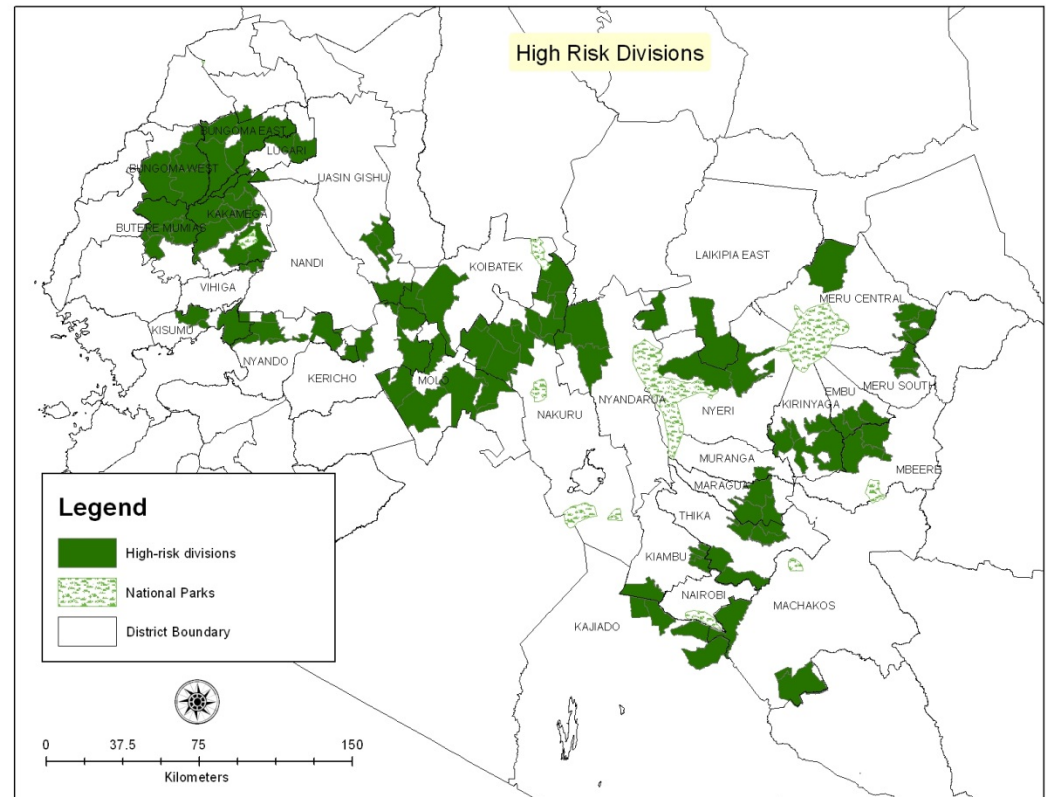 High Risk Divisions
BUNGOMA EAST
LUGARI
BUNGOMA WEST
UASIN GISHU
KAKAMEGA
BUTERE MUMIAS
NANDI
KOIBATEK
LAIKIPIA EAST
VIHIGA
MERU CENTRAL
KISUMU
NYANDO
KERICHO
MOLO
NAKURU
NYANDARUA
NYERI
EMBU
MERU SOUTH
KIRINYAGA
MURANGA
MBEERE
MARAGUA
THIKA
KIAMBU
NAIROBI
MACHAKOS
KAJIADO
Legend
High-risk divisions
National Parks
District Boundary
0 37.5 75 150
Kilometers